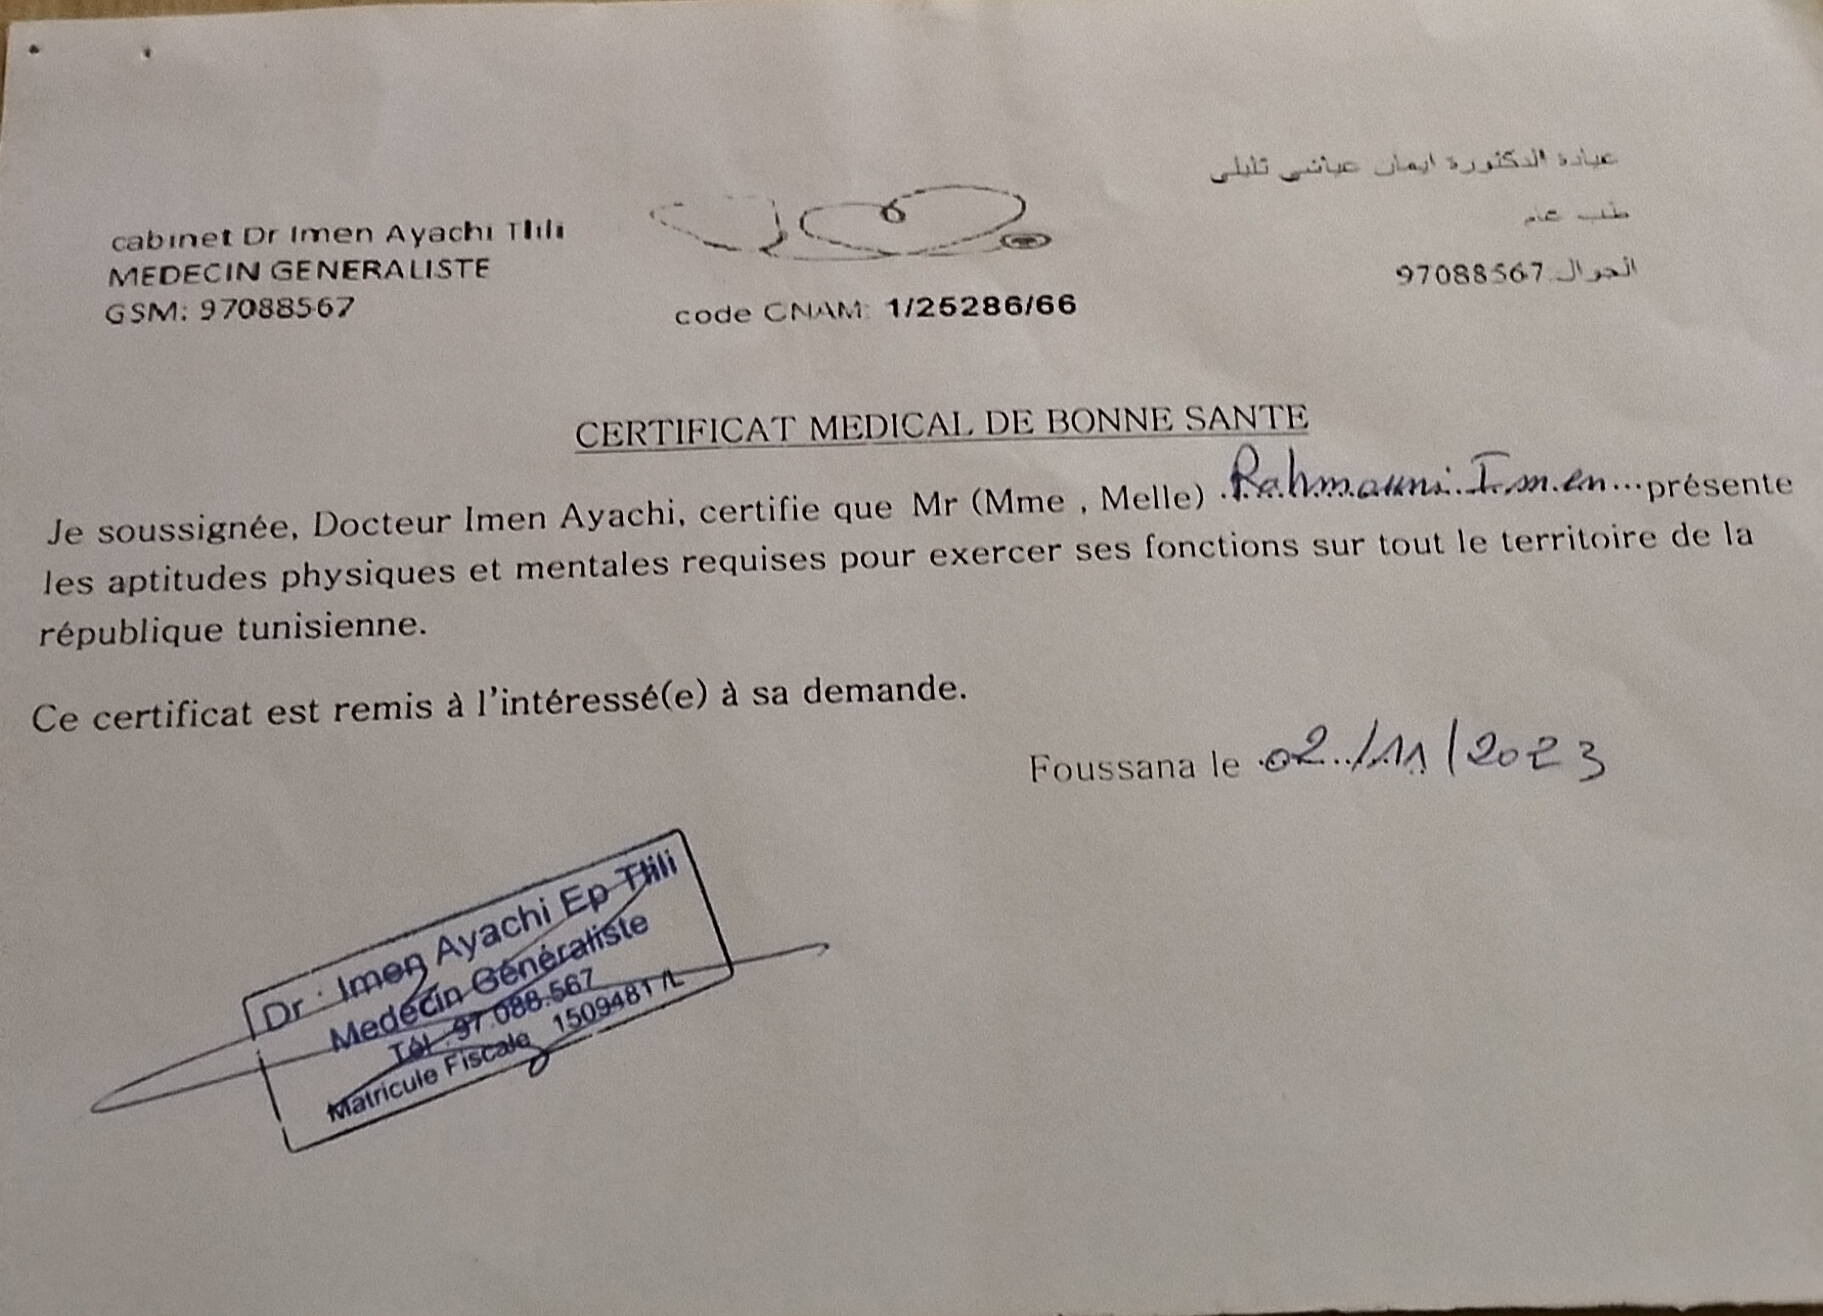 cabinet Dr Imen Ayachi Tlili
MEDECIN GENERALISTE
GSM: 97088567
code CNAM: 1/25286/66
عيادة الدكتورة ايمان عياشي تليلي
طب عام
الجوال 97088567
CERTIFICAT MEDICAL DE BONNE SANTE
Je soussignée, Docteur Imen Ayachi, certifie que Mr (Mme , Melle) .Rahmauni Imen...présente
les aptitudes physiques et mentales requises pour exercer ses fonctions sur tout le territoire de la
république tunisienne.
Ce certificat est remis à l'intéressé(e) à sa demande.
Foussana le 02/11/2023
Dr : Imen Ayachi Ep Tlili
Medecin Généraliste
Tél : 97.088.567
Matricule Fiscale 1509481 /L